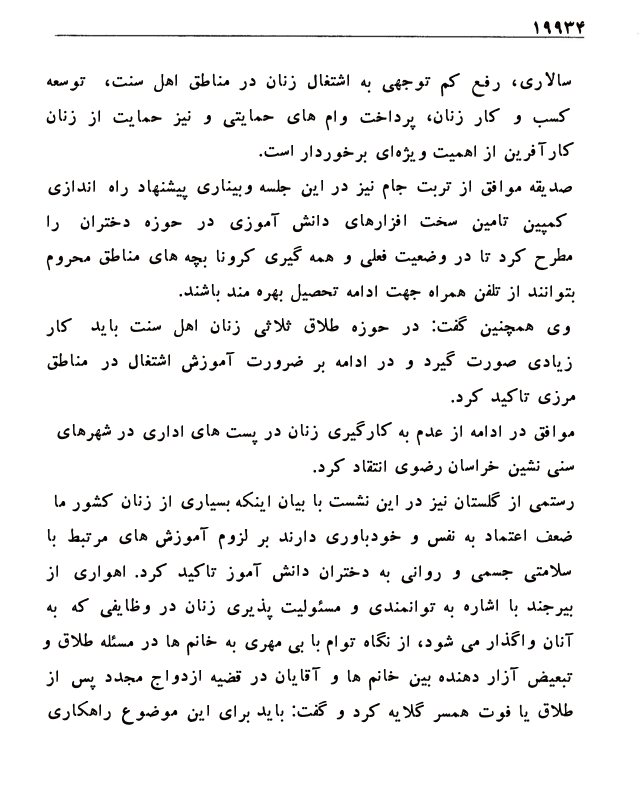 ۱۹۹۳۴
سالاری، رفع کم توجهی به اشتغال زنان در مناطق اهل سنت، توسعه
کسب و کار زنان، پرداخت وام های حمایتی و نیز حمایت از زنان
کارآفرین از اهمیت ویژه‌ای برخوردار است.
صدیقه موافق از تربت جام نیز در این جلسه وبیناری پیشنهاد راه اندازی
کمپین تامین سخت افزارهای دانش آموزی در حوزه دختران را
مطرح کرد تا در وضعیت فعلی و همه گیری کرونا بچه های مناطق محروم
بتوانند از تلفن همراه جهت ادامه تحصیل بهره مند باشند.
وی همچنین گفت: در حوزه طلاق ثلاثی زنان اهل سنت باید کار
زیادی صورت گیرد و در ادامه بر ضرورت آموزش اشتغال در مناطق
مرزی تاکید کرد.
موافق در ادامه از عدم به کارگیری زنان در پست های اداری در شهرهای
سنی نشین خراسان رضوی انتقاد کرد.
رستمی از گلستان نیز در این نشست با بیان اینکه بسیاری از زنان کشور ما
ضعف اعتماد به نفس و خودباوری دارند بر لزوم آموزش های مرتبط با
سلامتی جسمی و روانی به دختران دانش آموز تاکید کرد. اهواری از
بیرجند با اشاره به توانمندی و مسئولیت پذیری زنان در وظایفی که به
آنان واگذار می شود، از نگاه توام با بی مهری به خانم ها در مسئله طلاق و
تبعیض آزار دهنده بین خانم ها و آقایان در قضیه ازدواج مجدد پس از
طلاق یا فوت همسر گلایه کرد و گفت: باید برای این موضوع راهکاری